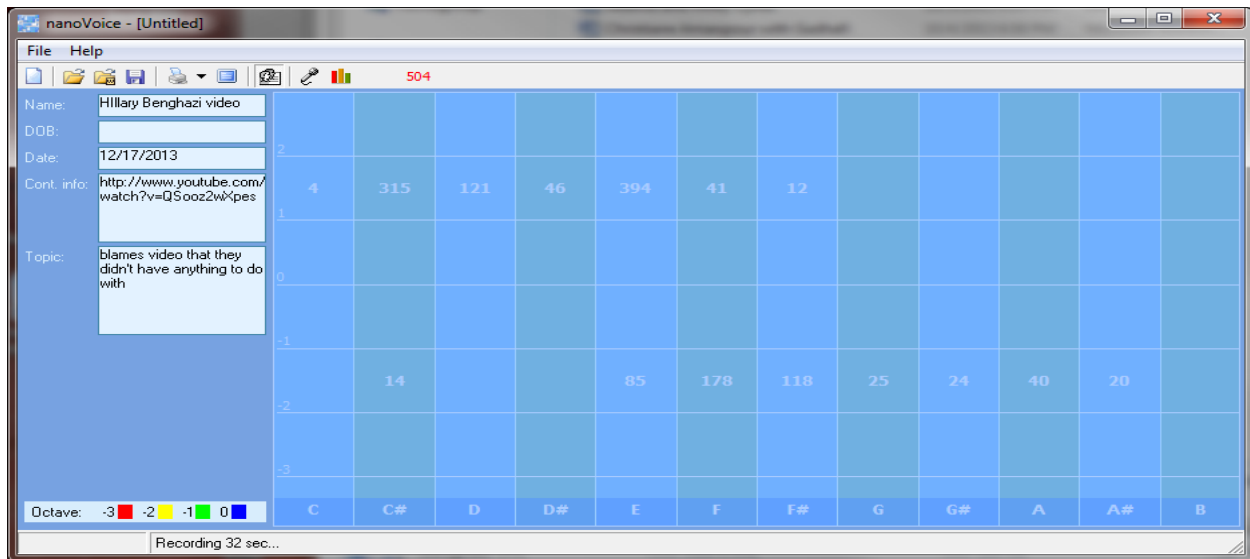 nanoVoice - [Untitled]
File Help
504
Name: HIllary Benghazi video
DOB:
Date: 12/17/2013
Cont. info: http://www.youtube.com/
watch?v=QSooz2wXpes
Topic: blames video that they
didn't have anything to do
with
2
4 315 121 46 394 41 12
1
0
-1
14 85 178 118 25 24 40 20
-2
-3
Octave: -3 -2 -1 0
C C# D D# E F F# G G# A A# B
Recording 32 sec...